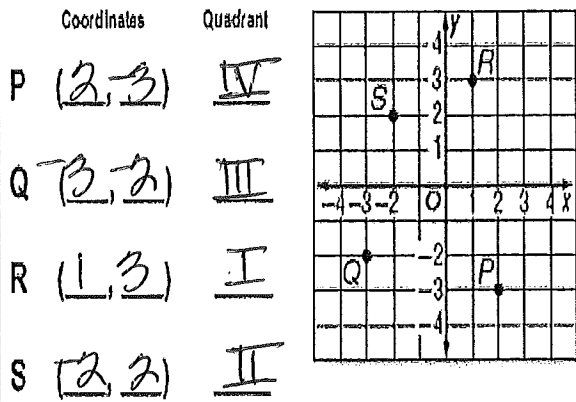 Coordinates Quadrant
P (2, -3) IV
Q (-3, -2) III
R (1, 3) I
S (-2, 2) II
y
4
3 R
S 2
1
-4 -3 -2 O 1 2 3 4 x
-2
Q -3 P
-4